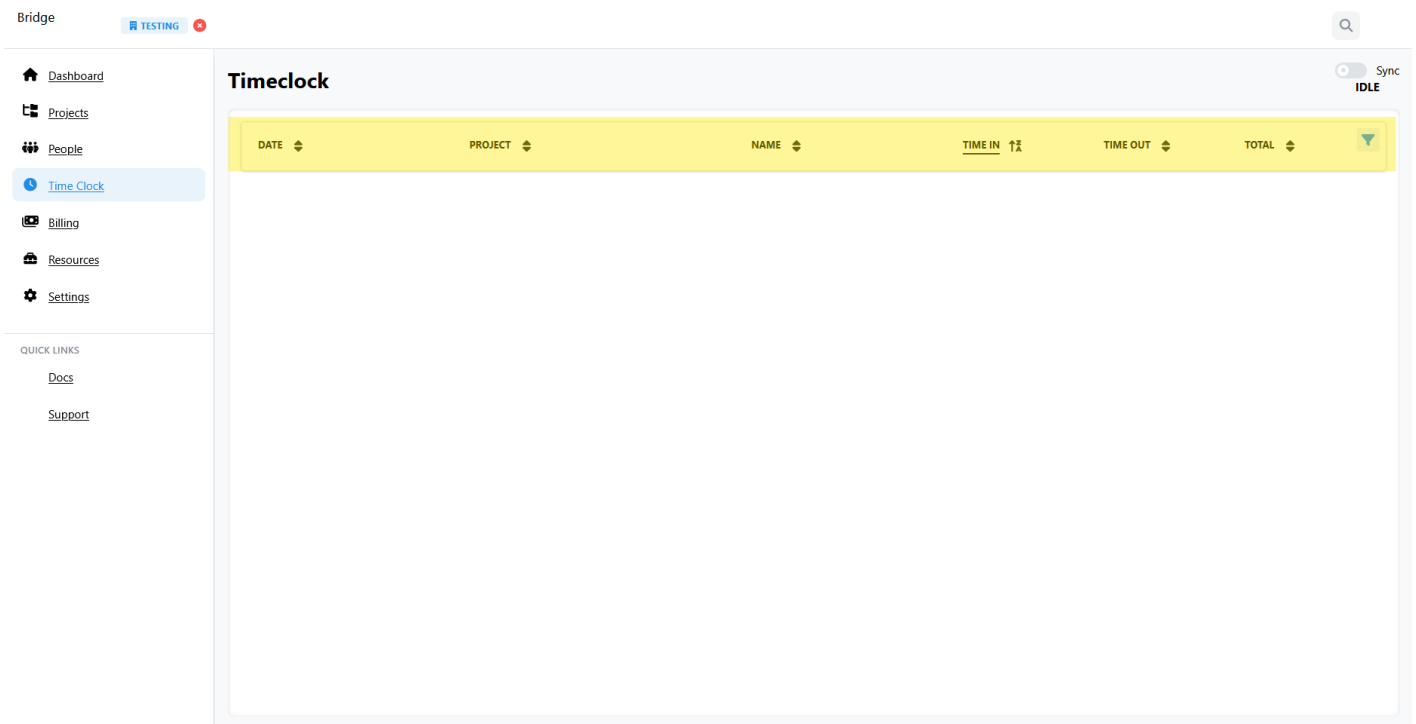 Bridge
TESTING
Dashboard
Projects
People
Time Clock
Billing
Resources
Settings
QUICK LINKS
Docs
Support
Timeclock
Sync
IDLE
DATE PROJECT NAME TIME IN TIME OUT TOTAL